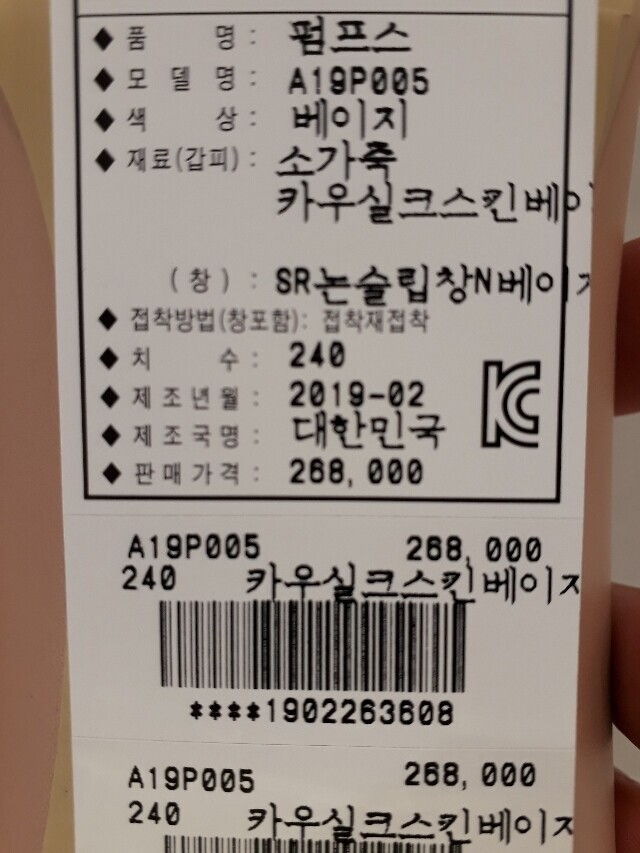 ◆ 품 명 : 펌프스
◆ 모 델 명 : A19P005
◆ 색 상 : 베이지
◆ 재료(갑피) : 소가죽
카우실크스킨베이
(창) : SR논슬립창N베이지
◆ 접착방법(창포함): 접착재접착
◆ 치 수 : 240
◆ 제조년월 : 2019-02
◆ 제조국명 : 대한민국
◆ 판매가격 : 268,000
A19P005 268,000
240 카우실크스킨베이지
****1902263608
A19P005 268,000
240 카우실크스킨베이지